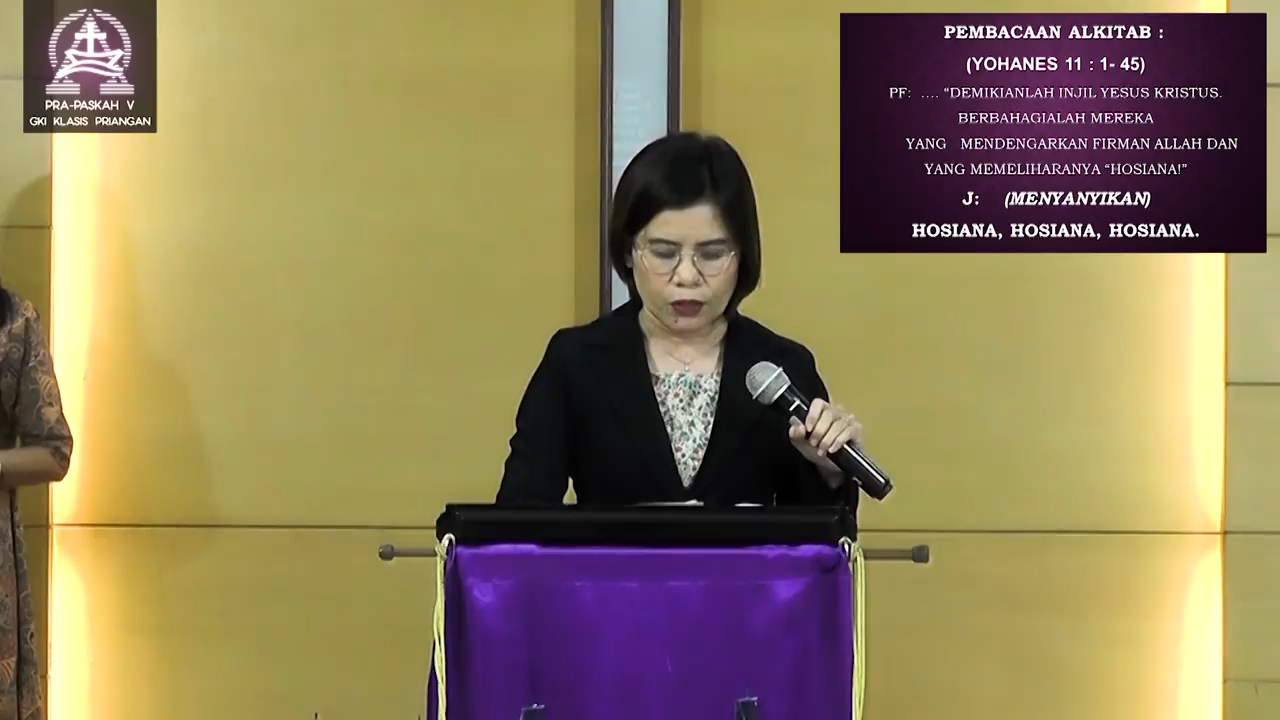 PRA-PASKAH V
GKI KLASIS PRIANGAN
PEMBACAAN ALKITAB :
(YOHANES 11 : 1- 45)
PF: .... “DEMIKIANLAH INJIL YESUS KRISTUS.
BERBAHAGIALAH MEREKA
YANG MENDENGARKAN FIRMAN ALLAH DAN
YANG MEMELIHARANYA “HOSIANA!”
J: (MENYANYIKAN)
HOSIANA, HOSIANA, HOSIANA.